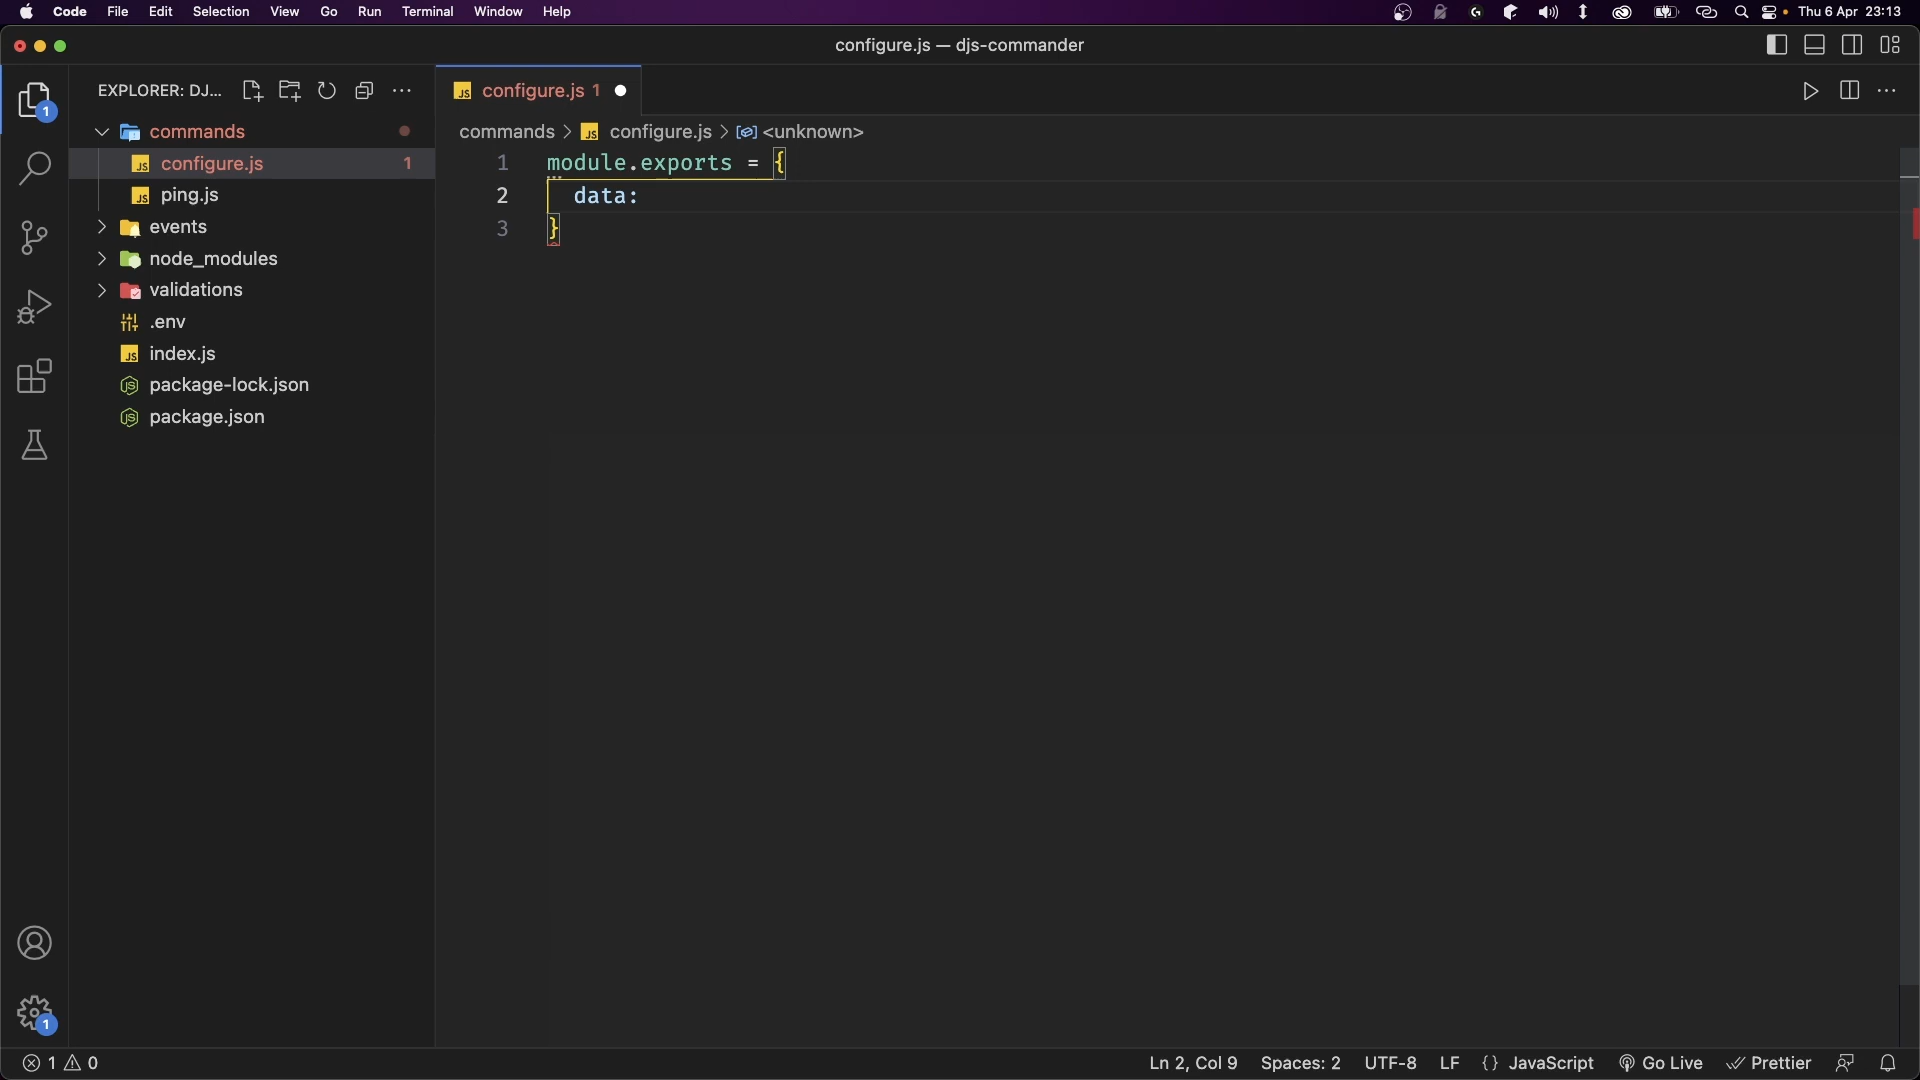 Code File Edit Selection View Go Run Terminal Window Help Thu 6 Apr 23:13
configure.js — djs-commander
EXPLORER: DJ...
commands
configure.js 1
ping.js
events
node_modules
validations
.env
index.js
package-lock.json
package.json
1
1
configure.js 1
commands > configure.js > <unknown>
1 module.exports = {
2 data:
3 }
1 0
Ln 2, Col 9 Spaces: 2 UTF-8 LF {} JavaScript Go Live Prettier